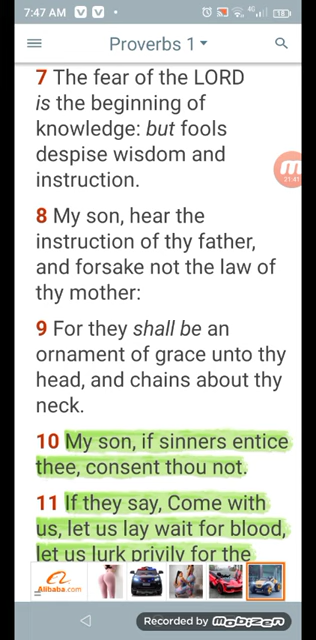 7:47 AM
4G
18
Proverbs 1
7 The fear of the LORD
is the beginning of
knowledge: but fools
despise wisdom and
instruction.
21:41
8 My son, hear the
instruction of thy father,
and forsake not the law of
thy mother:
9 For they shall be an
ornament of grace unto thy
head, and chains about thy
neck.
10 My son, if sinners entice
thee, consent thou not.
11 If they say, Come with
us, let us lay wait for blood,
let us lurk privily for the
Alibaba.com
Recorded by mobizen